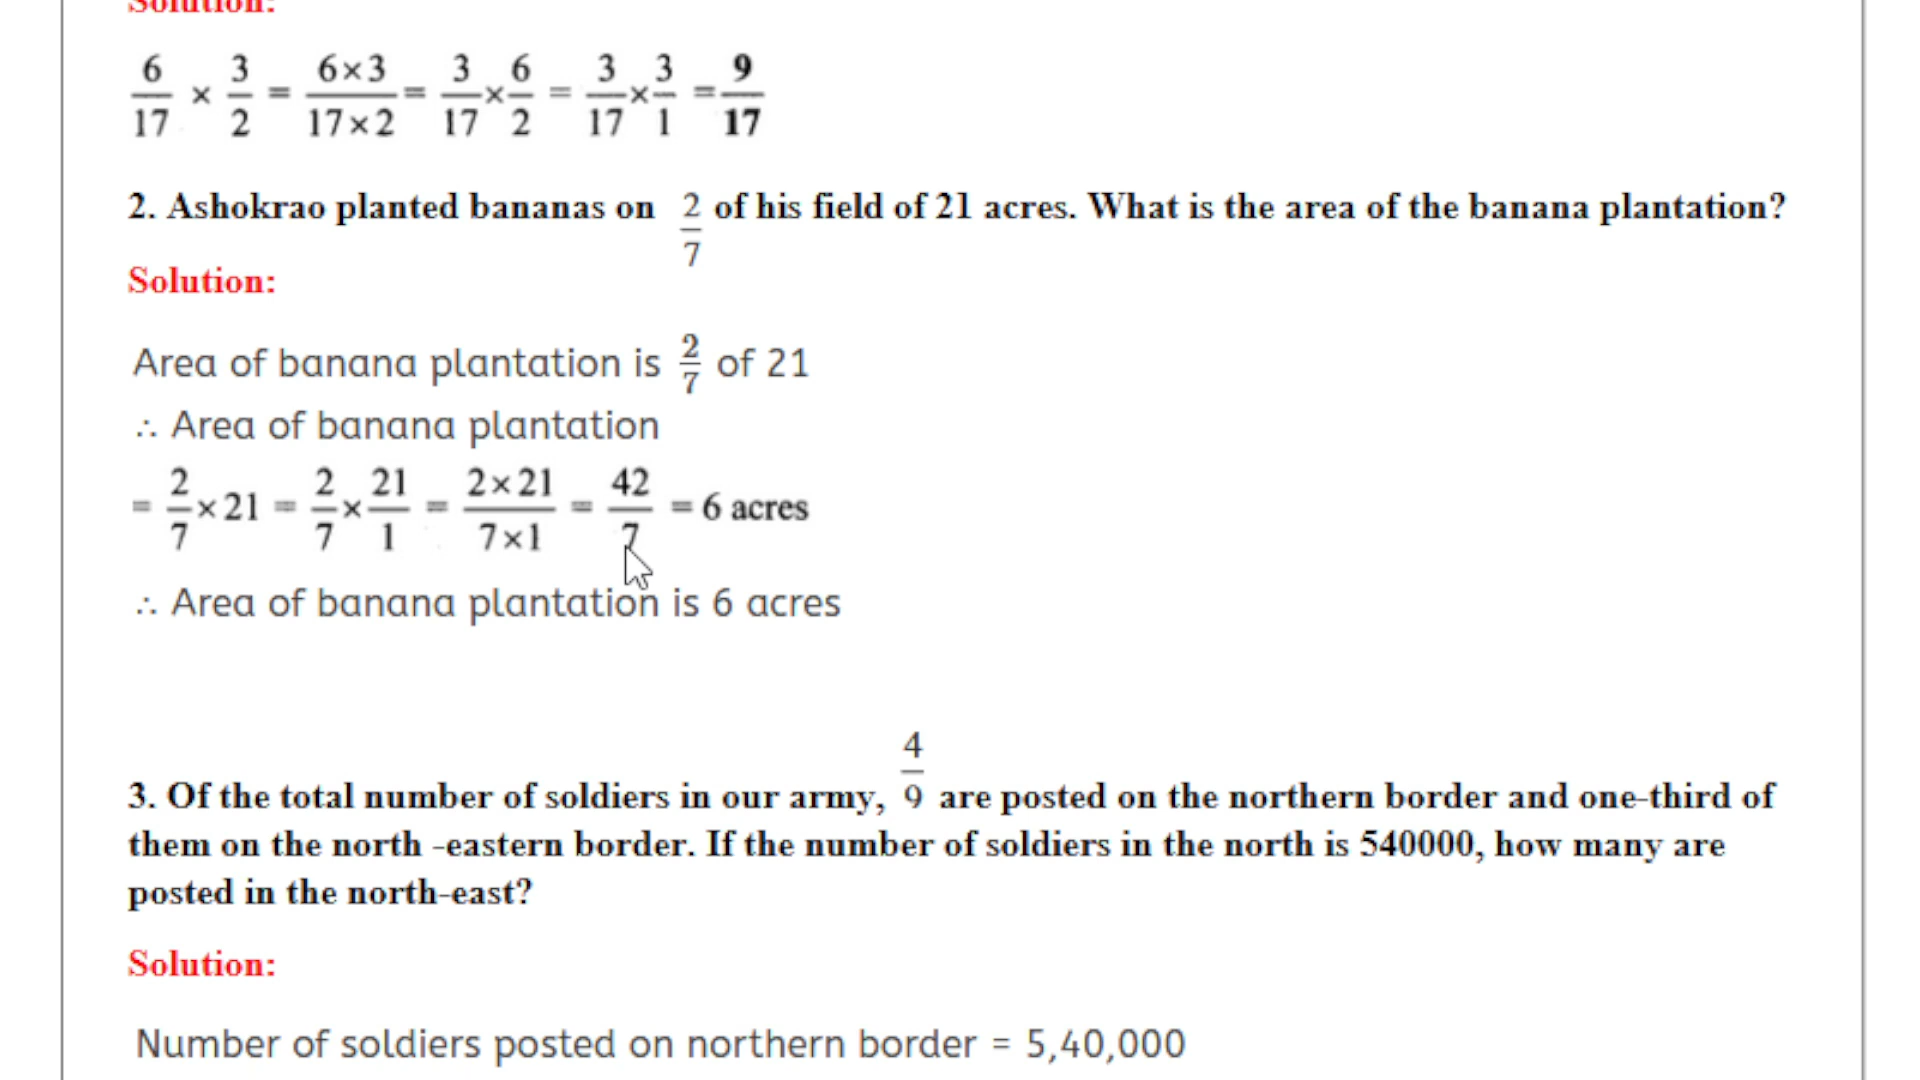 Solution:
6/17 × 3/2 = 6×3/17×2 = 3/17 × 6/2 = 3/17 × 3/1 = 9/17
2. Ashokrao planted bananas on 2/7 of his field of 21 acres. What is the area of the banana plantation?
Solution:
Area of banana plantation is 2/7 of 21
∴ Area of banana plantation
= 2/7 × 21 = 2/7 × 21/1 = 2×21/7×1 = 42/7 = 6 acres
∴ Area of banana plantation is 6 acres
3. Of the total number of soldiers in our army, 4/9 are posted on the northern border and one-third of
them on the north -eastern border. If the number of soldiers in the north is 540000, how many are
posted in the north-east?
Solution:
Number of soldiers posted on northern border = 5,40,000